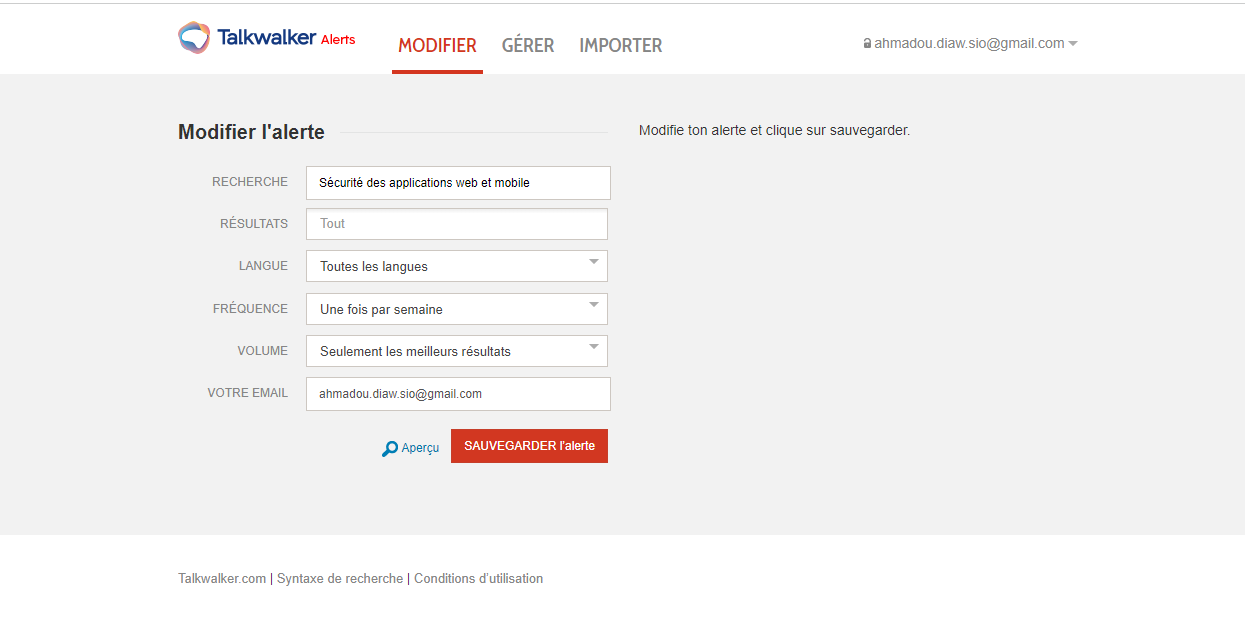 Talkwalker Alerts MODIFIER GÉRER IMPORTER ahmadou.diaw.sio@gmail.com
Modifier l'alerte
Modifie ton alerte et clique sur sauvegarder.
RECHERCHE Sécurité des applications web et mobile
RÉSULTATS Tout
LANGUE Toutes les langues
FRÉQUENCE Une fois par semaine
VOLUME Seulement les meilleurs résultats
VOTRE EMAIL ahmadou.diaw.sio@gmail.com
Aperçu SAUVEGARDER l'alerte
Talkwalker.com | Syntaxe de recherche | Conditions d'utilisation